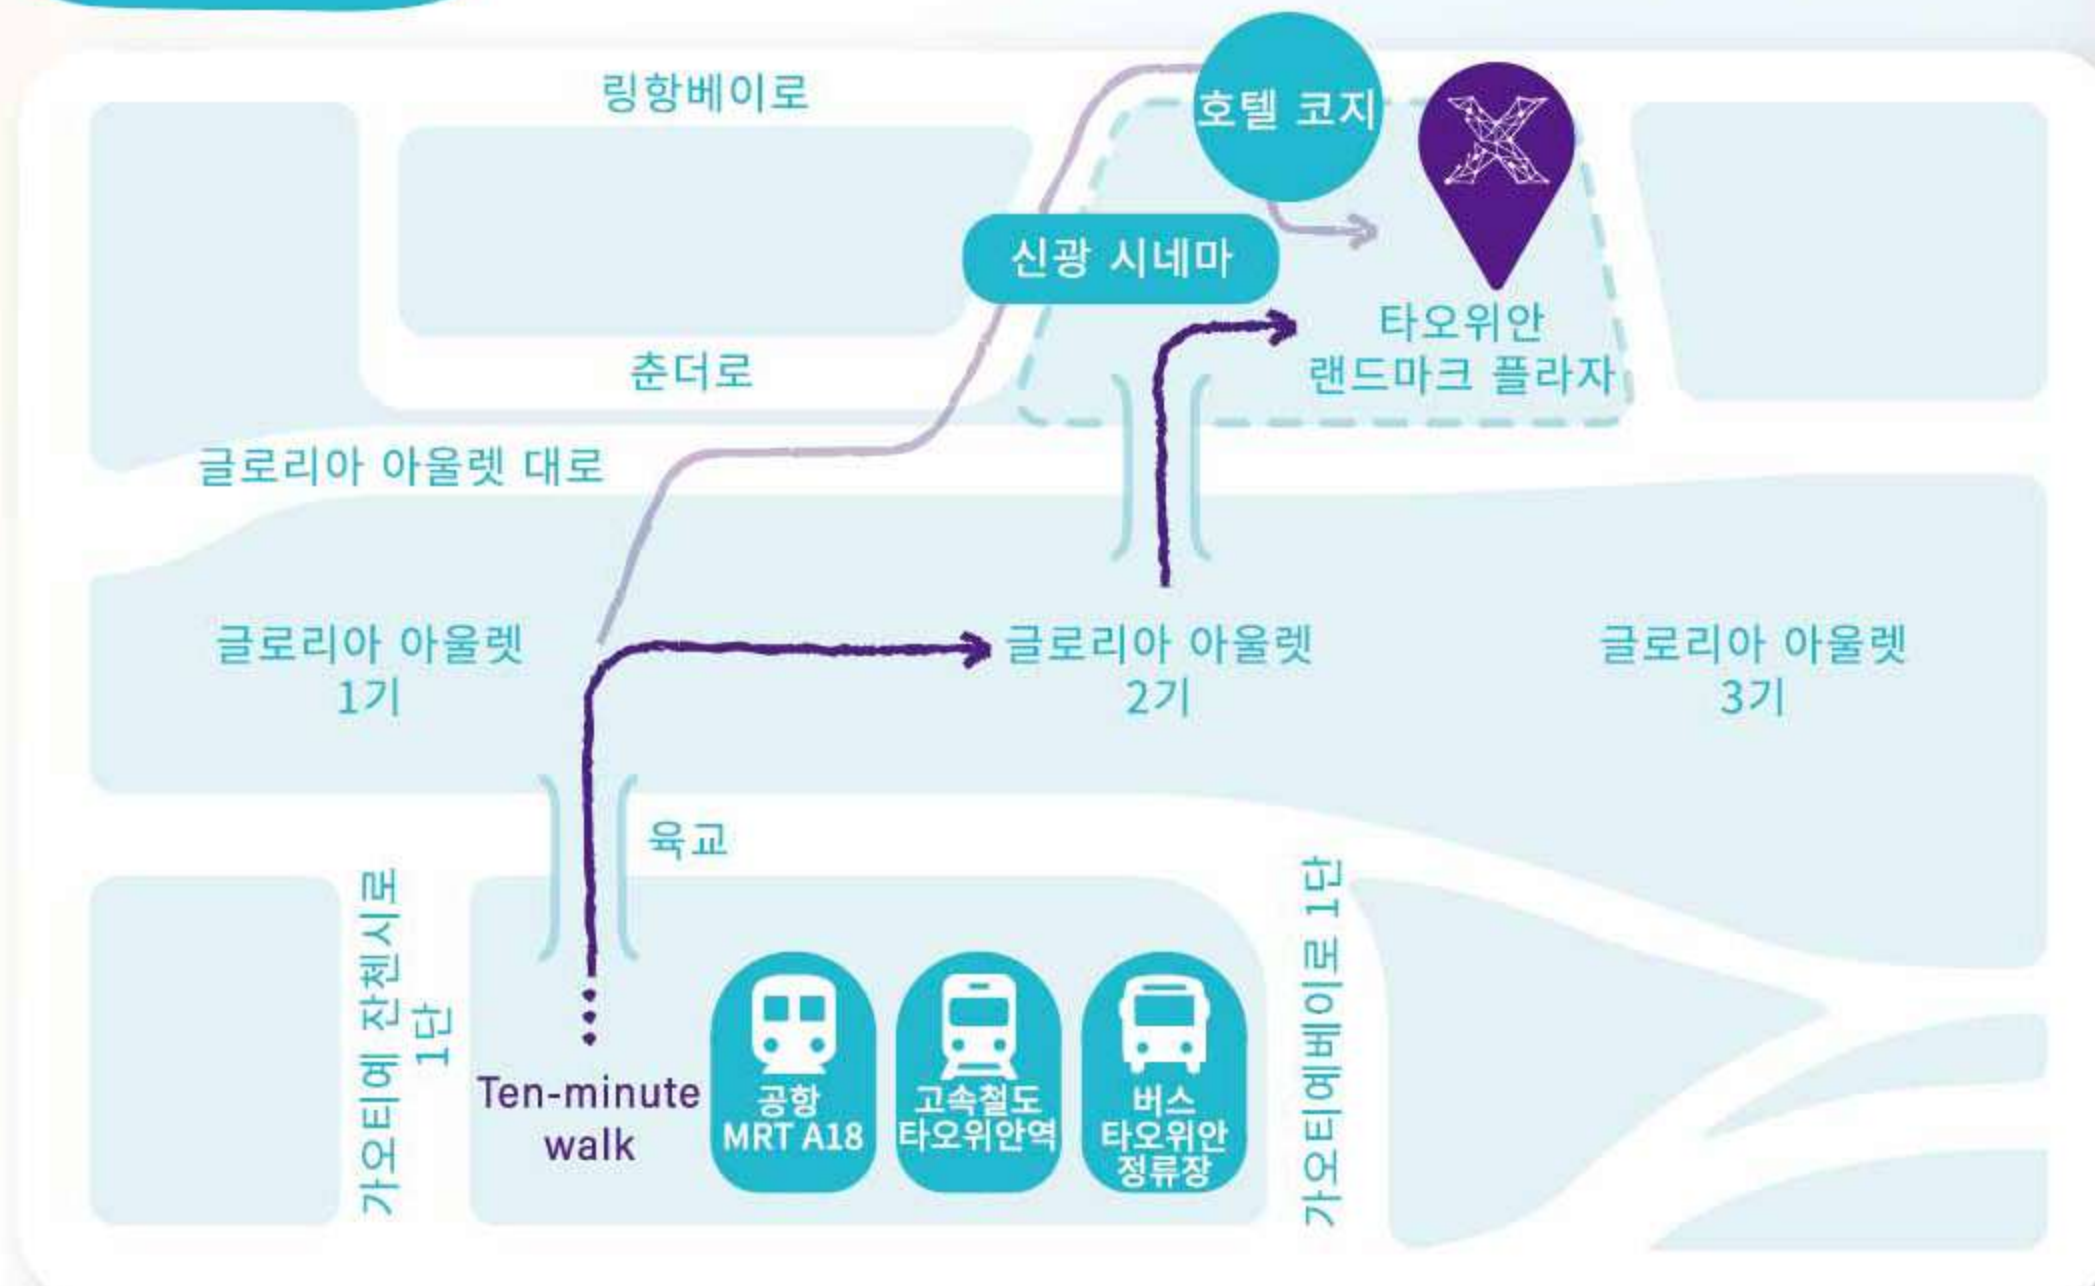 링항베이로
호텔 코지
신광 시네마
타오위안
랜드마크 플라자
춘더로
글로리아 아울렛 대로
글로리아 아울렛
1기
글로리아 아울렛
2기
글로리아 아울렛
3기
육교
가오티예 잔첸시로
1단
가오티에베이로 1단
Ten-minute
walk
공항
MRT A18
고속철도
타오위안역
버스
타오위안
정류장